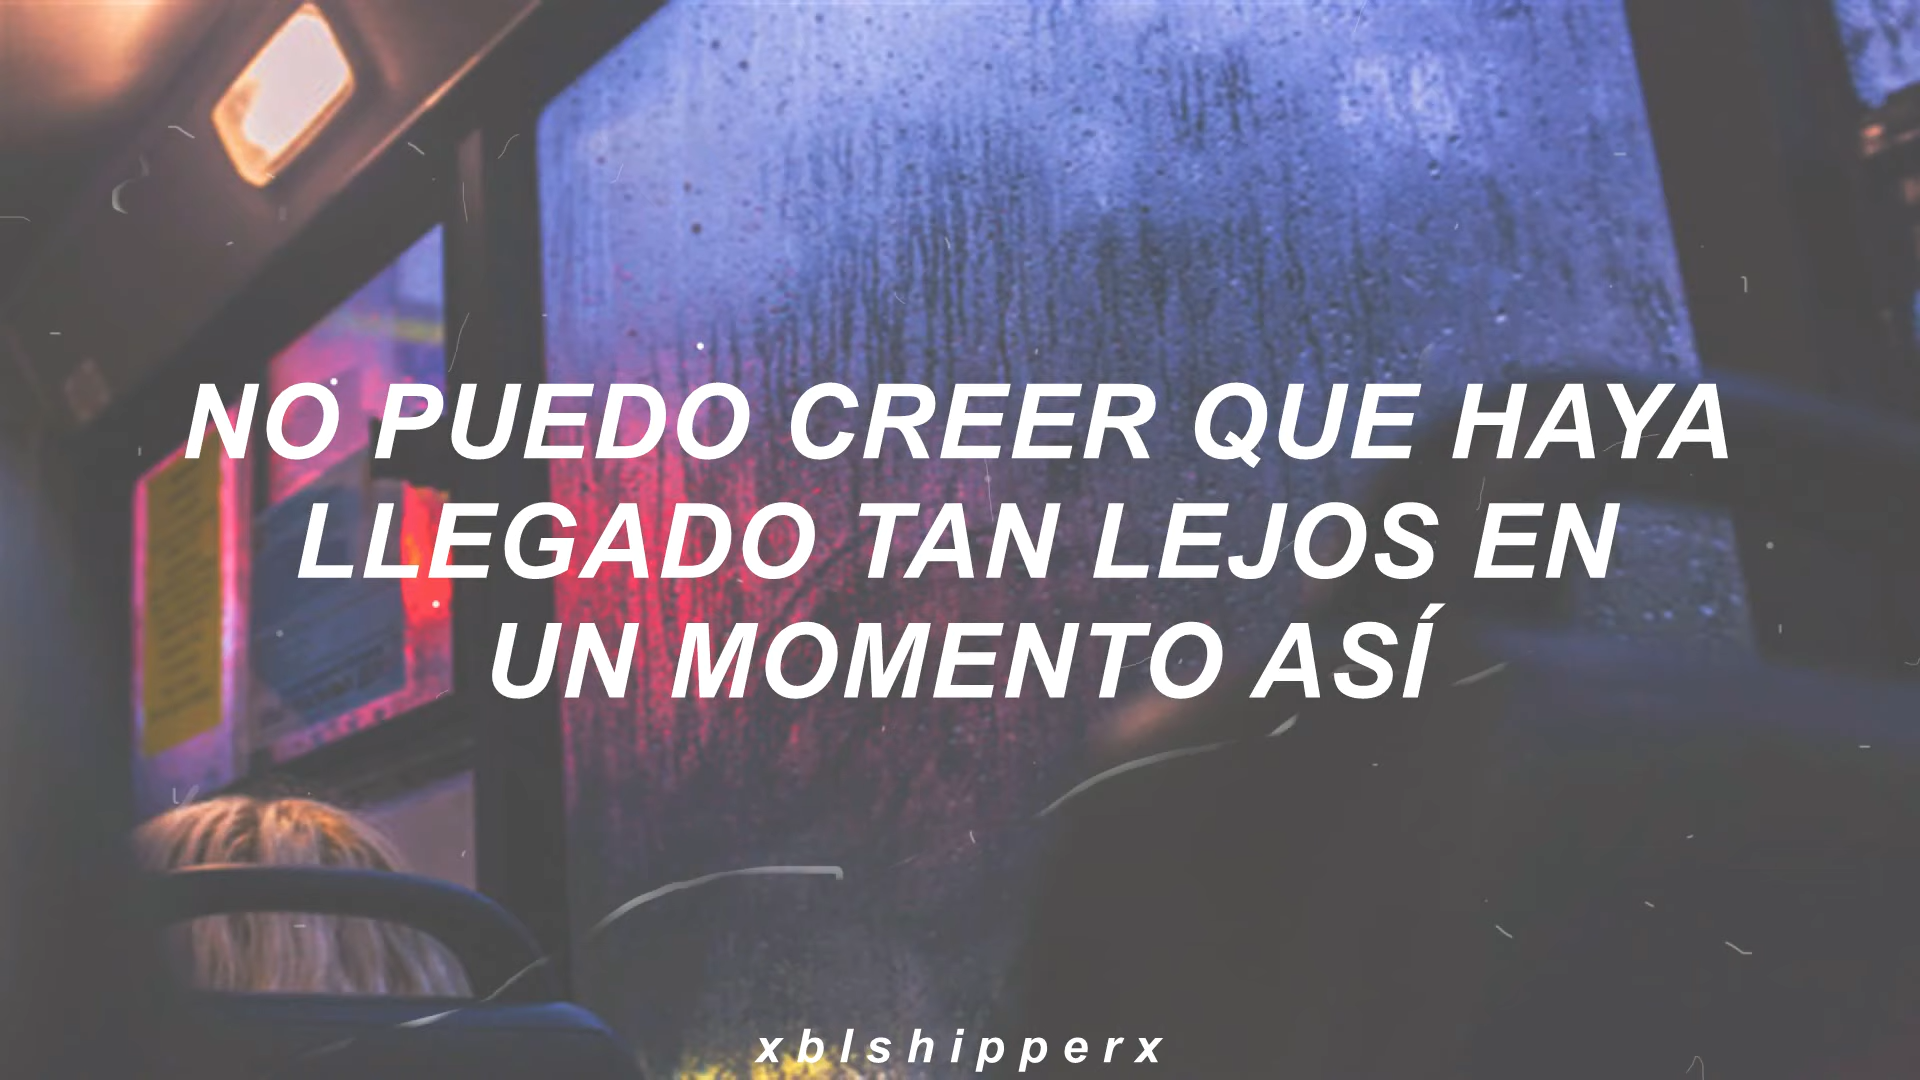 NO PUEDO CREER QUE HAYA
LLEGADO TAN LEJOS EN
UN MOMENTO ASÍ
xblshipperx